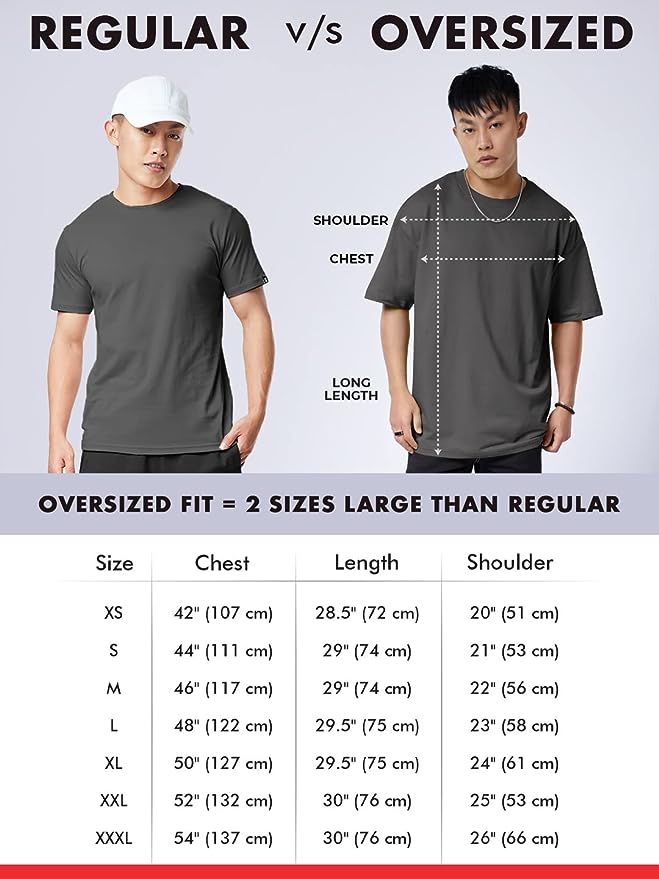 REGULAR v/s OVERSIZED
SHOULDER
CHEST
LONG
LENGTH
OVERSIZED FIT = 2 SIZES LARGE THAN REGULAR
Size Chest Length Shoulder
XS 42" (107 cm) 28.5" (72 cm) 20" (51 cm)
S 44" (111 cm) 29" (74 cm) 21" (53 cm)
M 46" (117 cm) 29" (74 cm) 22" (56 cm)
L 48" (122 cm) 29.5" (75 cm) 23" (58 cm)
XL 50" (127 cm) 29.5" (75 cm) 24" (61 cm)
XXL 52" (132 cm) 30" (76 cm) 25" (53 cm)
XXXL 54" (137 cm) 30" (76 cm) 26" (66 cm)